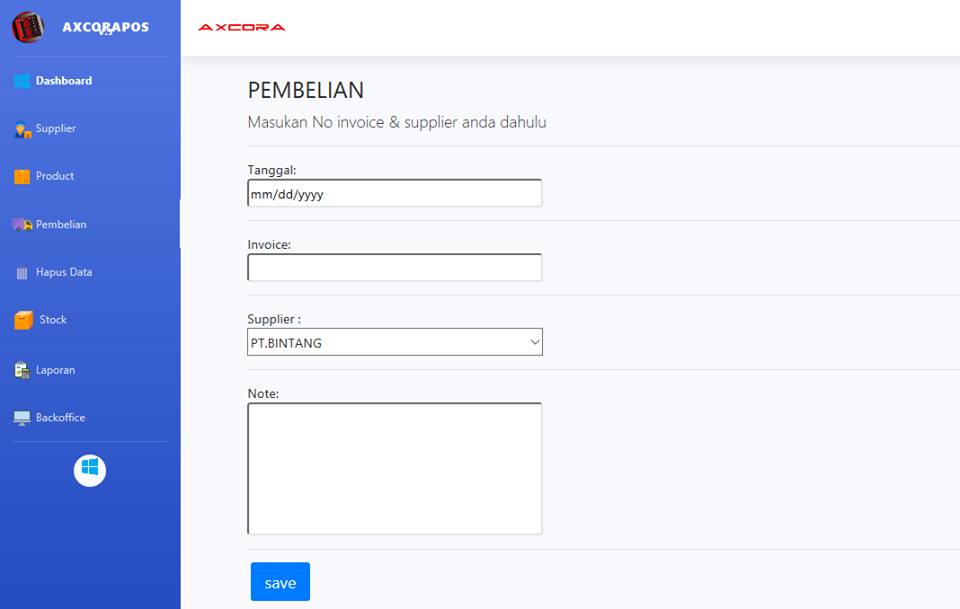 AXCORAPOS
V.3
Dashboard
Supplier
Product
Pembelian
Hapus Data
Stock
Laporan
Backoffice
AXCORA
PEMBELIAN
Masukan No invoice & supplier anda dahulu
Tanggal:
mm/dd/yyyy
Invoice:
Supplier :
PT.BINTANG
Note:
save